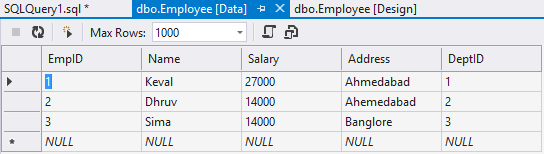 SQLQuery1.sql * dbo.Employee [Data] dbo.Employee [Design]
Max Rows: 1000
EmpID Name Salary Address DeptID
1 Keval 27000 Ahmedabad 1
2 Dhruv 14000 Ahemedabad 2
3 Sima 14000 Banglore 3
NULL NULL NULL NULL NULL